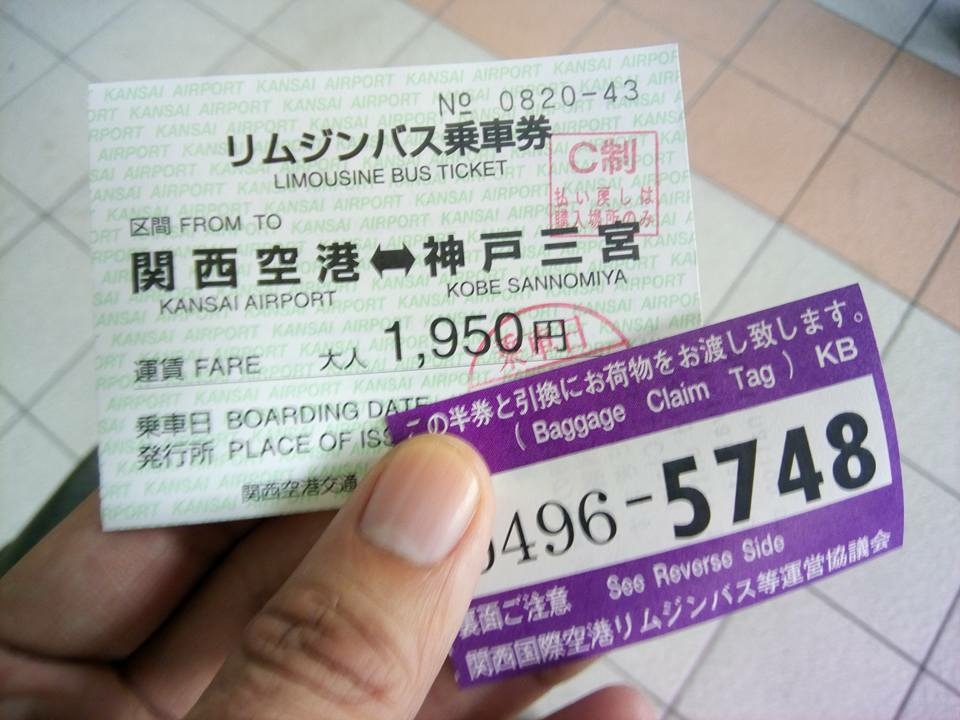 № 0820-43
リムジンバス乗車券
LIMOUSINE BUS TICKET
C制
払い戻しは
購入場所のみ
区間 FROM TO
関西空港⬌神戸三宮
KANSAI AIRPORT KOBE SANNOMIYA
運賃 FARE 大人 1,950円
乗車日 BOARDING DATE
発行所 PLACE OF ISS
関西空港交通
この半券と引換にお荷物をお渡し致します。
( Baggage Claim Tag ) KB
496-5748
裏面ご注意 See Reverse Side
関西国際空港リムジンバス等運営協議会